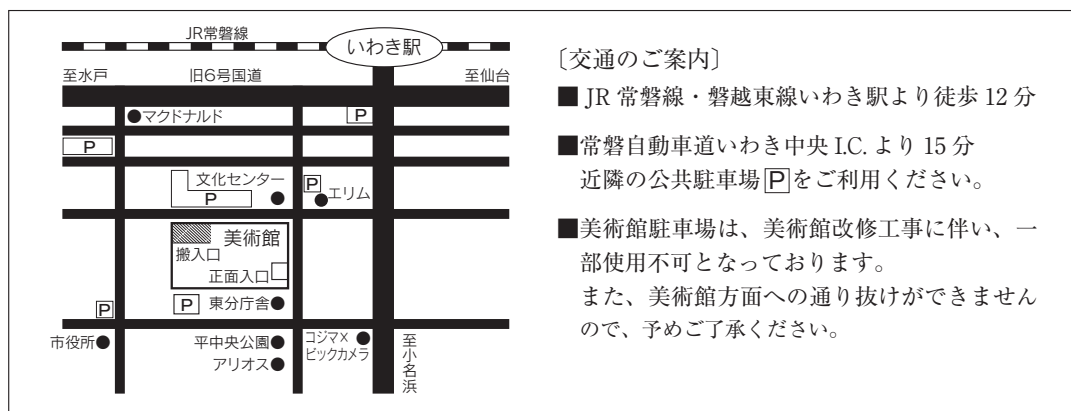 JR常磐線
いわき駅
至水戸
旧6号国道
至仙台
●マクドナルド
P
P
文化センター
P
P
エリム
美術館
搬入口
正面入口
P
P
東分庁舎●
市役所●
平中央公園●
アリオス●
コジマ×
ビックカメラ
至小名浜
〔交通のご案内〕
■ JR 常磐線・磐越東線いわき駅より徒歩 12 分
■常磐自動車道いわき中央 I.C. より 15 分
近隣の公共駐車場Pをご利用ください。
■美術館駐車場は、美術館改修工事に伴い、一
部使用不可となっております。
また、美術館方面への通り抜けができません
ので、予めご了承ください。